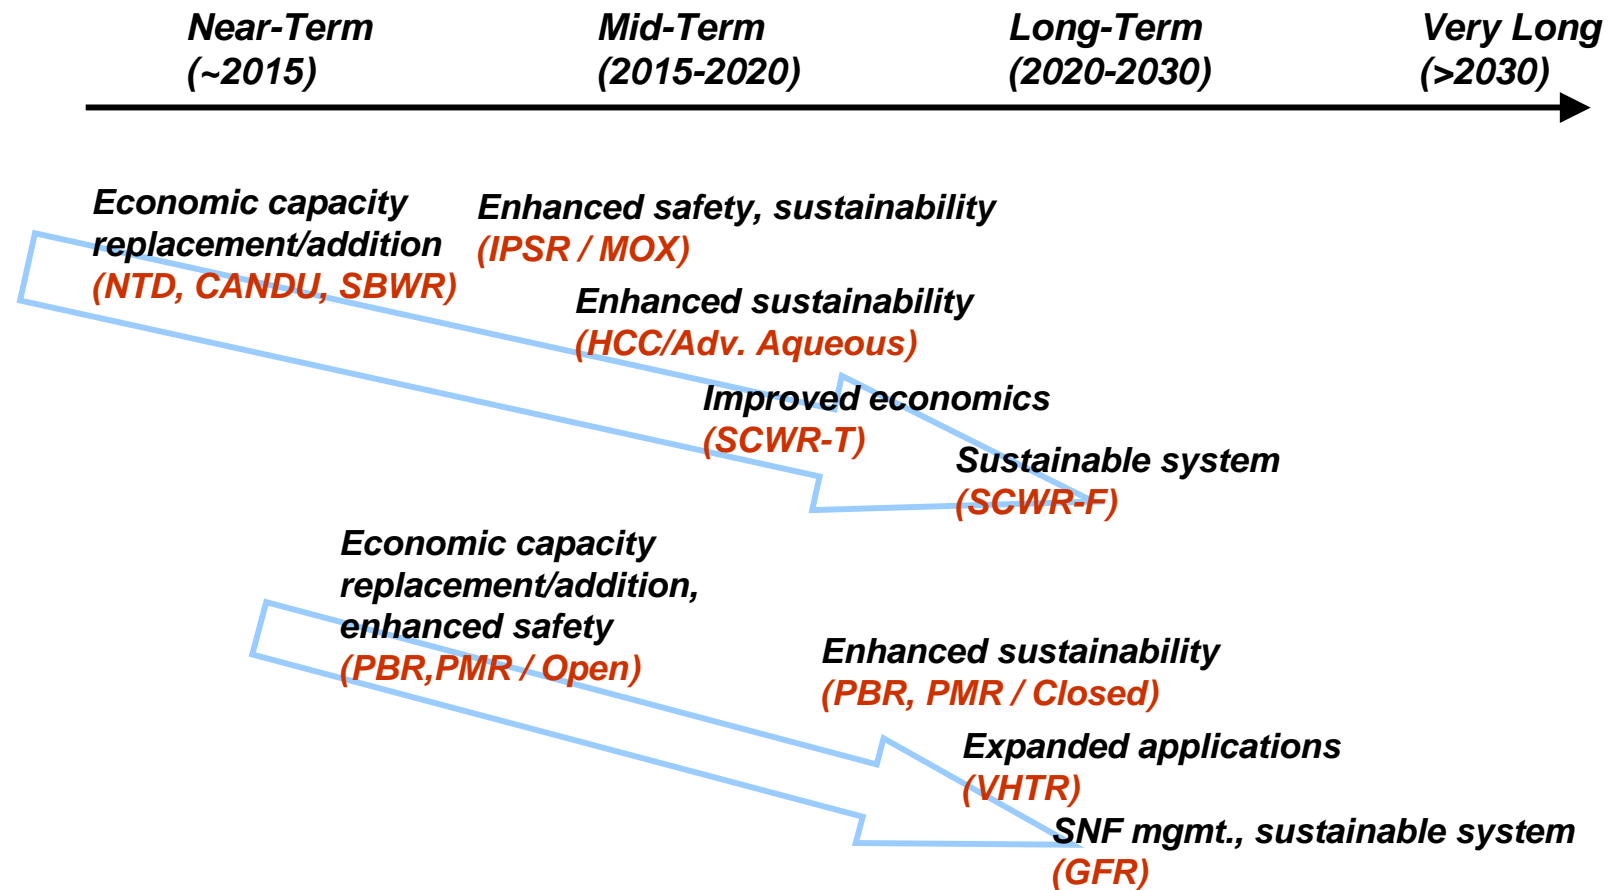 Near-Term
(~2015)
Mid-Term
(2015-2020)
Long-Term
(2020-2030)
Very Long
(>2030)
Economic capacity
replacement/addition
(NTD, CANDU, SBWR)
Enhanced safety, sustainability
(IPSR / MOX)
Enhanced sustainability
(HCC/Adv. Aqueous)
Improved economics
(SCWR-T)
Sustainable system
(SCWR-F)
Economic capacity
replacement/addition,
enhanced safety
(PBR,PMR / Open)
Enhanced sustainability
(PBR, PMR / Closed)
Expanded applications
(VHTR)
SNF mgmt., sustainable system
(GFR)